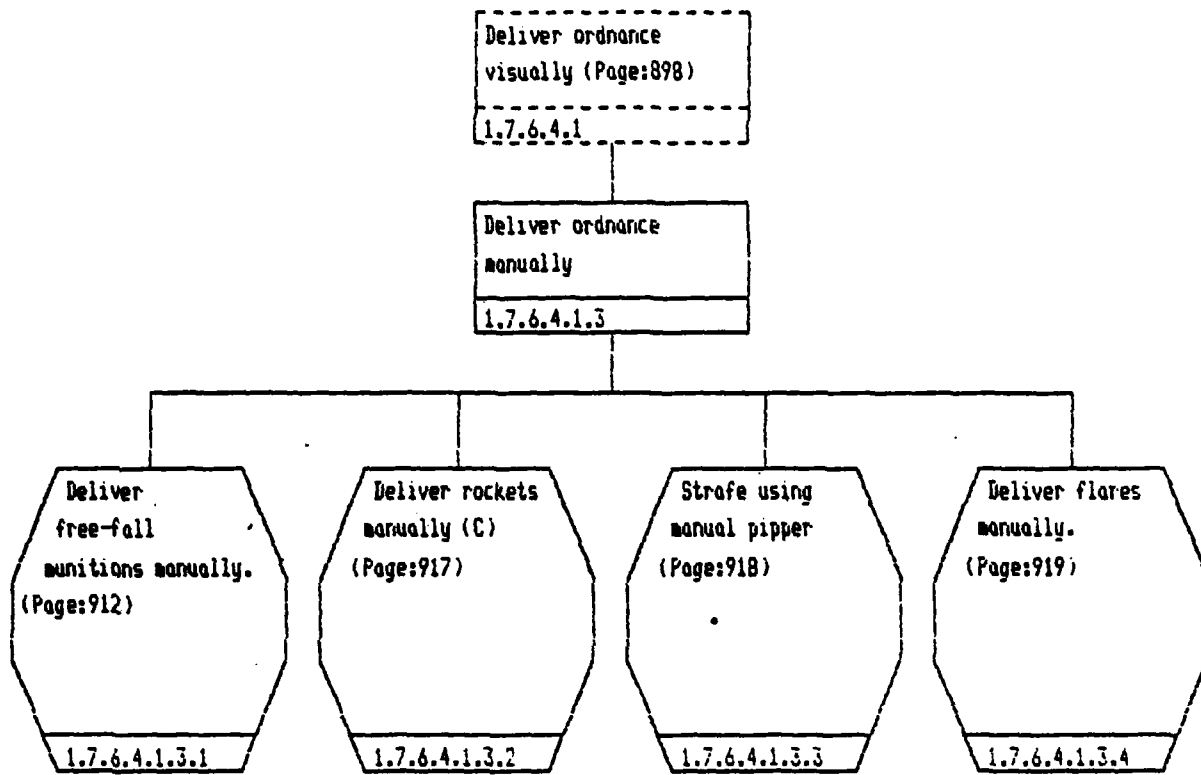 Deliver ordnance
visually (Page:898)
1.7.6.4.1
Deliver ordnance
manually
1.7.6.4.1.3
Deliver
free-fall
munitions manually.
(Page:912)
1.7.6.4.1.3.1
Deliver rockets
manually (C)
(Page:917)
1.7.6.4.1.3.2
Strafe using
manual pipper
(Page:918)
1.7.6.4.1.3.3
Deliver flares
manually.
(Page:919)
1.7.6.4.1.3.4